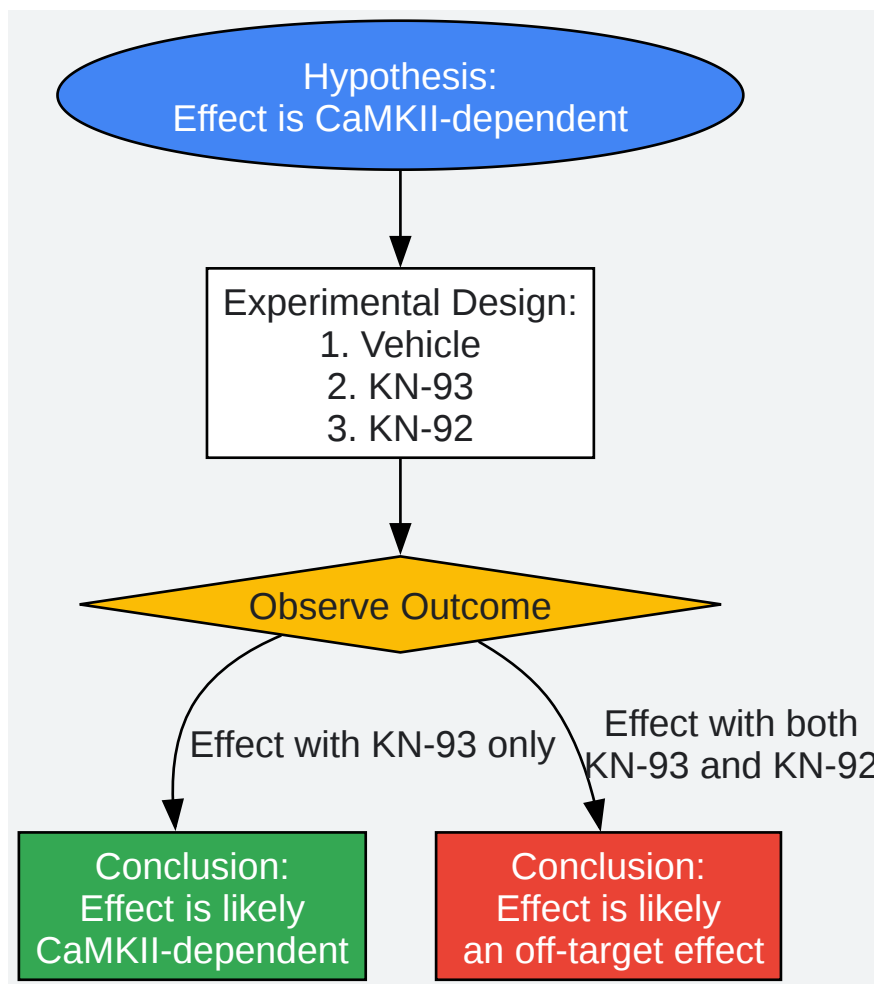 Hypothesis:
Effect is CaMKII-dependent
Experimental Design:
1. Vehicle
2. KN-93
3. KN-92
Observe Outcome
Effect with KN-93 only
Effect with both
KN-93 and KN-92
Conclusion:
Effect is likely
CaMKII-dependent
Conclusion:
Effect is likely
an off-target effect